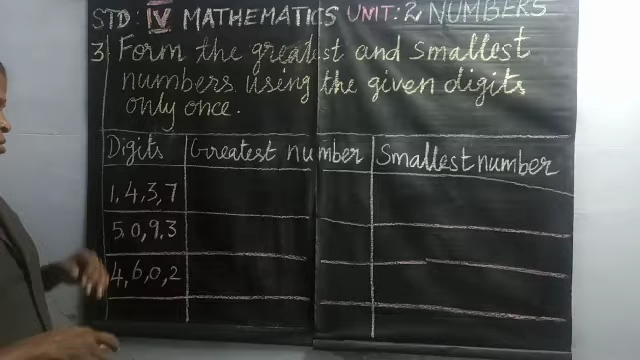 STD: IV MATHEMATICS UNIT: 2 NUMBERS
3 Form the greatest and smallest
numbers using the given digits
only once.
Digits Greatest number Smallest number
1,4,3,7
5,0,9,3
4,6,0,2